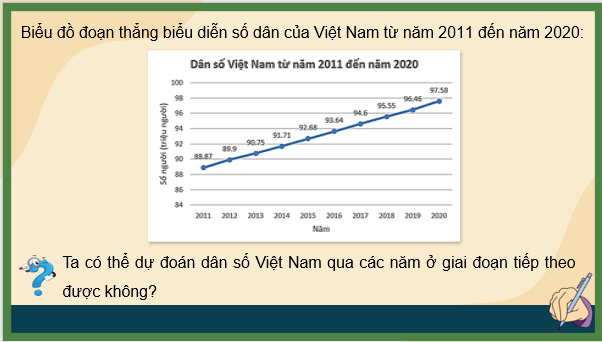 Biểu đồ đoạn thẳng biểu diễn số dân của Việt Nam từ năm 2011 đến năm 2020:
Dân số Việt Nam từ năm 2011 đến năm 2020
Số người (triệu người)
100
98
96
94
92
90
88
86
84
88.87
89.9
90.75
91.71
92.68
93.64
94.6
95.55
96.46
97.58
2011 2012 2013 2014 2015 2016 2017 2018 2019 2020
Năm
Ta có thể dự đoán dân số Việt Nam qua các năm ở giai đoạn tiếp theo
được không?